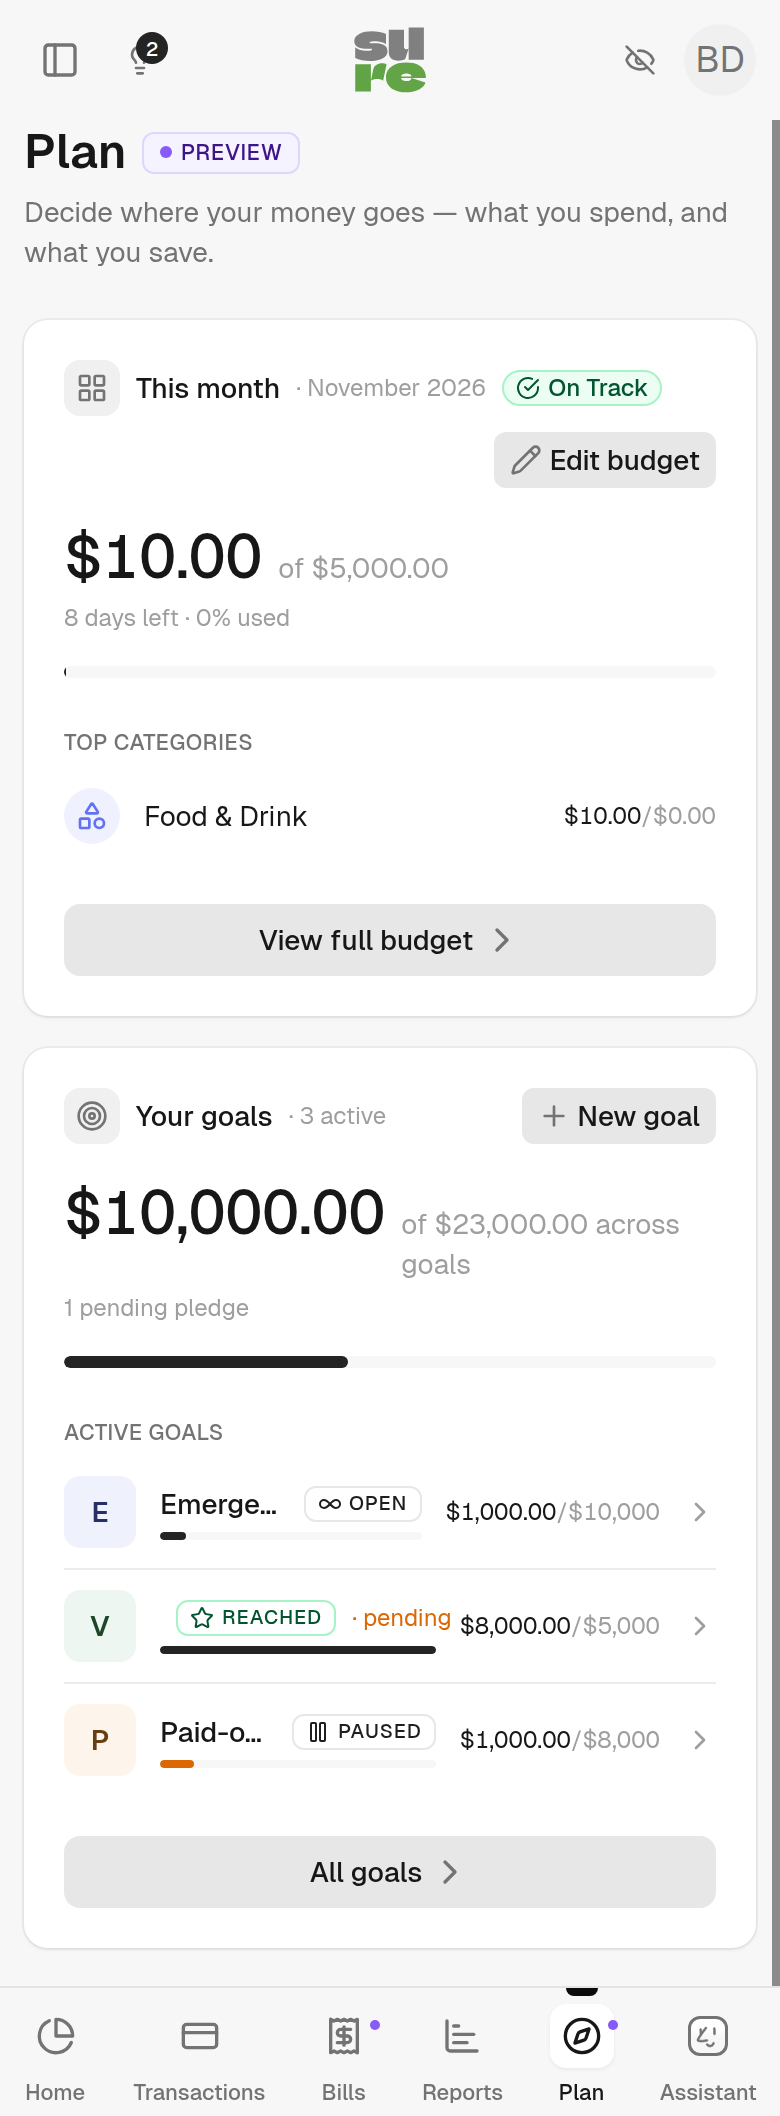 2
sure
BD
Plan
PREVIEW
Decide where your money goes — what you spend, and
what you save.
This month · November 2026 On Track
Edit budget
$10.00 of $5,000.00
8 days left · 0% used
TOP CATEGORIES
Food & Drink $10.00/$0.00
View full budget
Your goals · 3 active New goal
$10,000.00 of $23,000.00 across
goals
1 pending pledge
ACTIVE GOALS
E Emerge... OPEN $1,000.00/$10,000
V REACHED · pending $8,000.00/$5,000
P Paid-o... PAUSED $1,000.00/$8,000
All goals
Home Transactions Bills Reports Plan Assistant